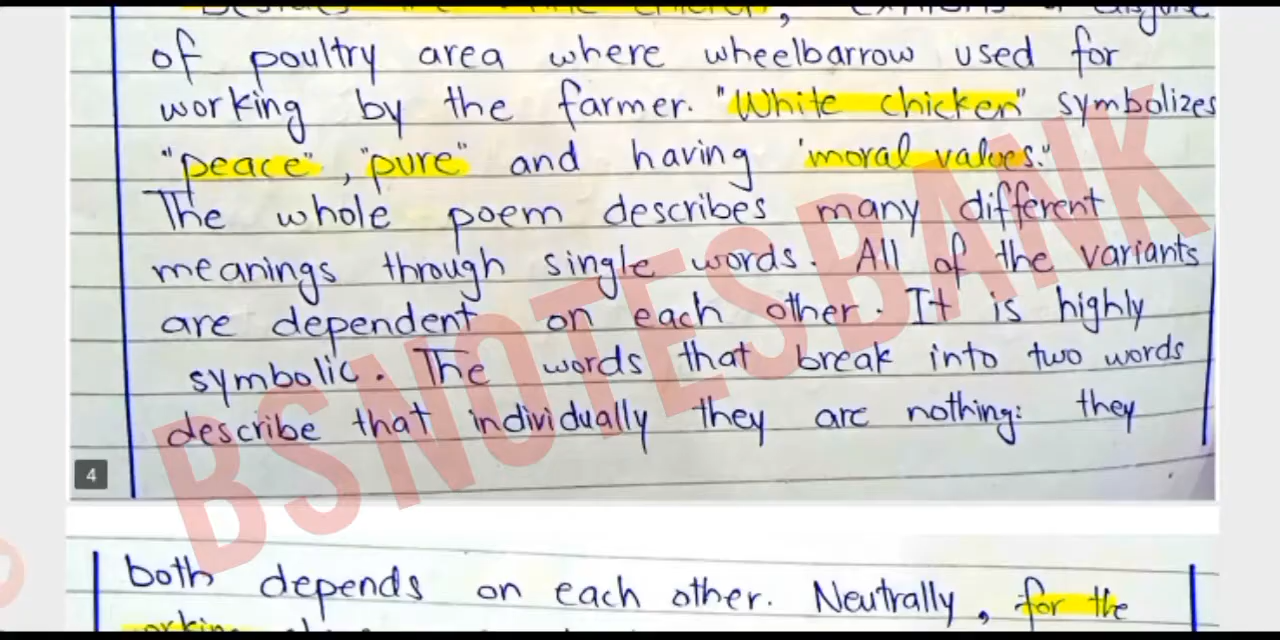 of poultry area where wheelbarrow used for
working by the farmer. "White chicken" symbolizes
"peace", "pure" and having 'moral values."
The whole poem describes many different
meanings through single words. All of the variants
are dependent on each other. It is highly
symbolic. The words that break into two words
describe that individually they are nothing: they
4
both depends on each other. Neutrally, for the
BSNOTESBANK